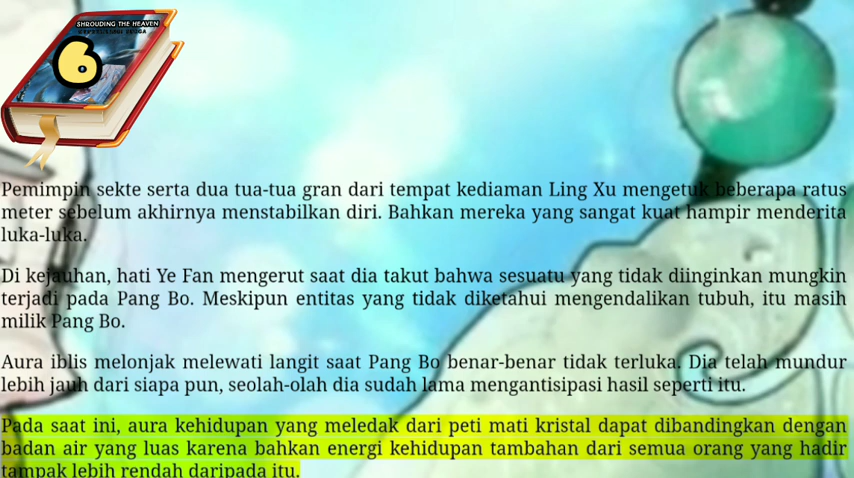 SHROUDING THE HEAVEN
6
Pemimpin sekte serta dua tua-tua gran dari tempat kediaman Ling Xu mengetuk beberapa ratus
meter sebelum akhirnya menstabilkan diri. Bahkan mereka yang sangat kuat hampir menderita
luka-luka.
Di kejauhan, hati Ye Fan mengerut saat dia takut bahwa sesuatu yang tidak diinginkan mungkin
terjadi pada Pang Bo. Meskipun entitas yang tidak diketahui mengendalikan tubuh, itu masih
milik Pang Bo.
Aura iblis melonjak melewati langit saat Pang Bo benar-benar tidak terluka. Dia telah mundur
lebih jauh dari siapa pun, seolah-olah dia sudah lama mengantisipasi hasil seperti itu.
Pada saat ini, aura kehidupan yang meledak dari peti mati kristal dapat dibandingkan dengan
badan air yang luas karena bahkan energi kehidupan tambahan dari semua orang yang hadir
tampak lebih rendah daripada itu.